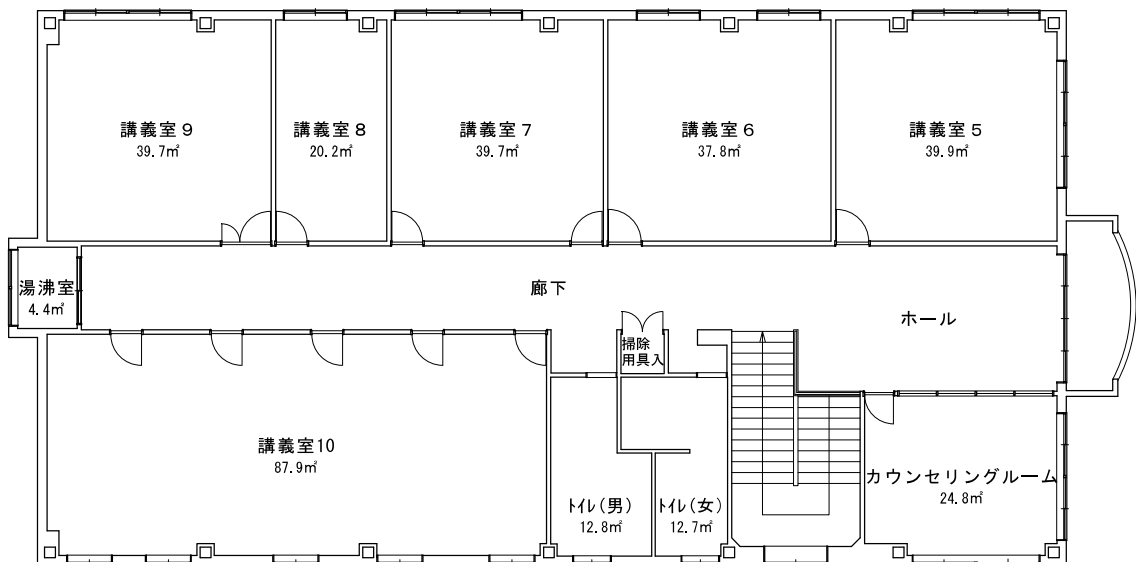 講義室９
39.7㎡
講義室８
20.2㎡
講義室７
39.7㎡
講義室６
37.8㎡
講義室５
39.9㎡
湯沸室
4.4㎡
廊下
ホール
掃除
用具入
講義室10
87.9㎡
ﾄｲﾚ(男)
12.8㎡
ﾄｲﾚ(女)
12.7㎡
カウンセリングルーム
24.8㎡